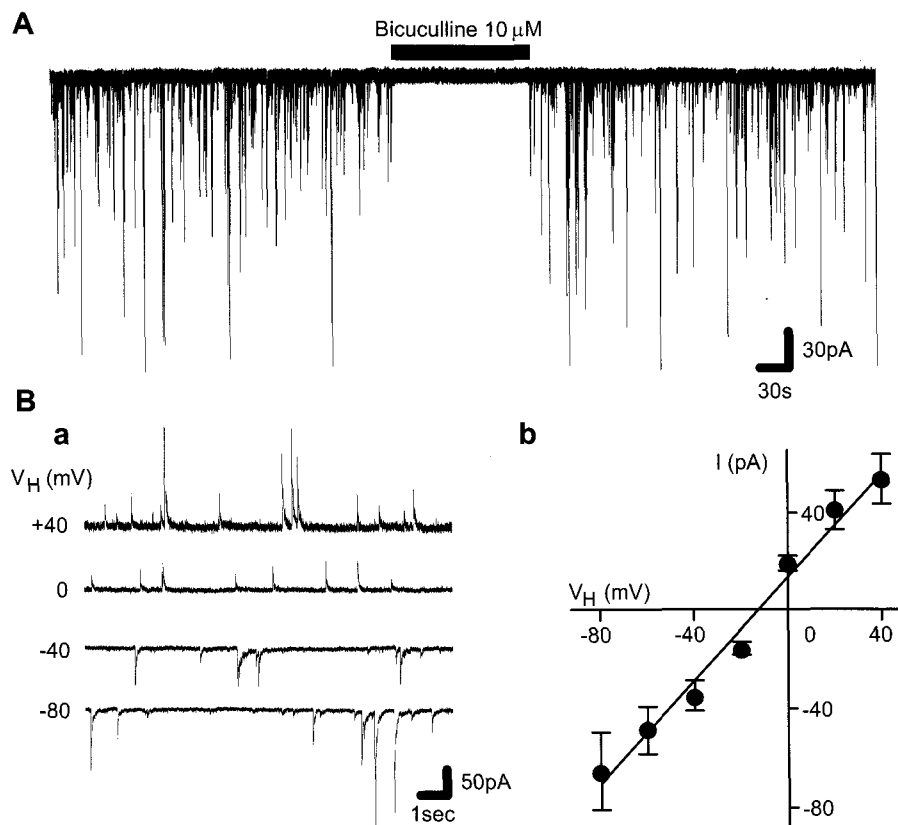 A
Bicuculline 10 μM
30pA
30s
B
a
V_H (mV)
+40
0
-40
-80
50pA
1sec
b
I (pA)
40
V_H (mV)
-80
-40
0
40
-40
-80